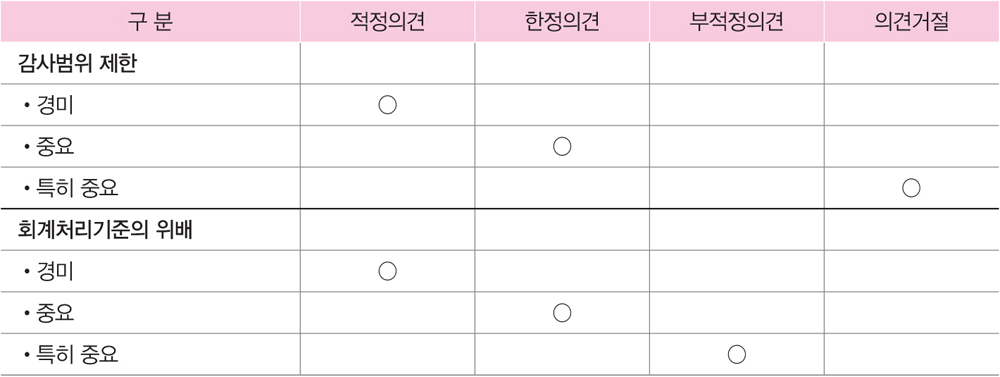 구 분 적정의견 한정의견 부적정의견 의견거절
감사범위 제한
• 경미 ○
• 중요 ○
• 특히 중요 ○
회계처리기준의 위배
• 경미 ○
• 중요 ○
• 특히 중요 ○